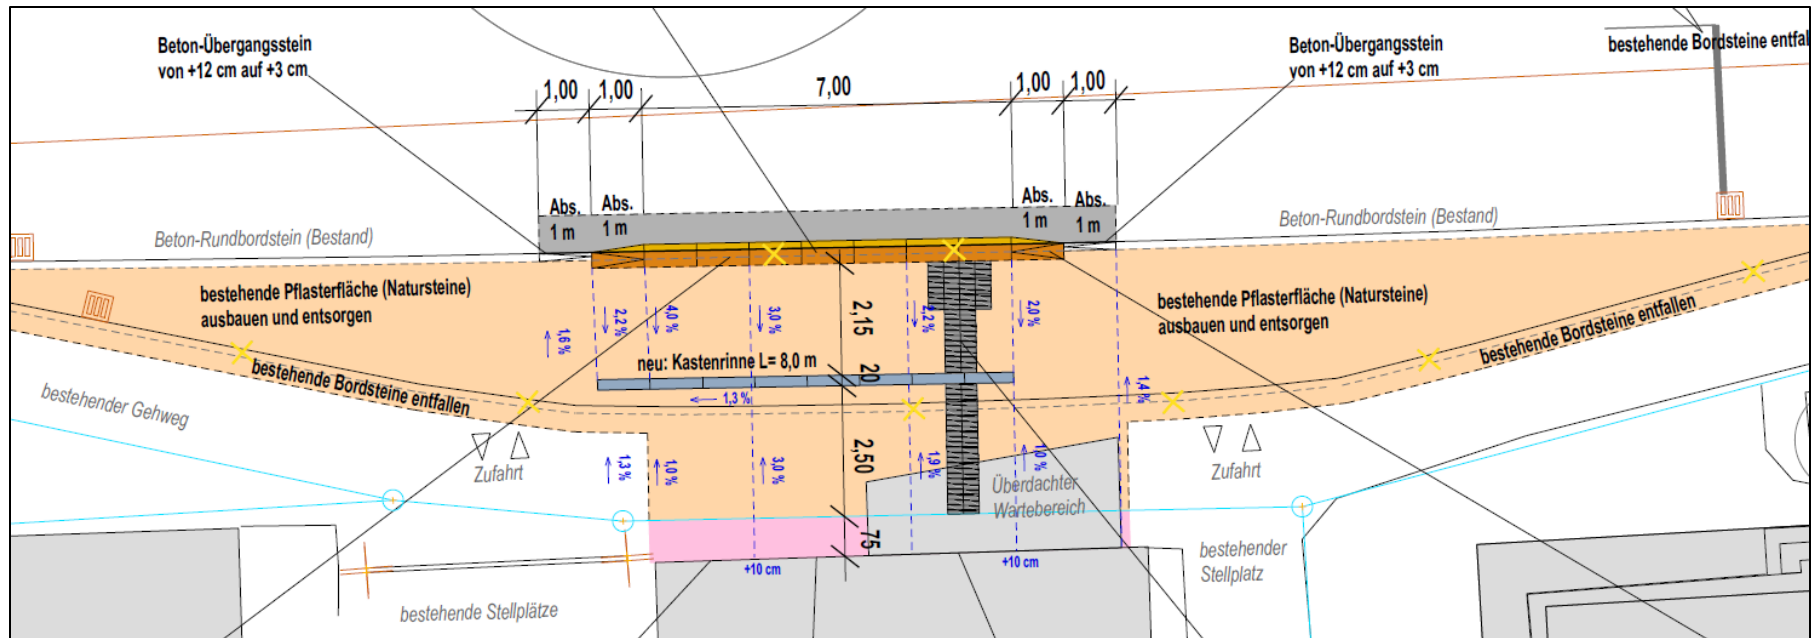 Beton-Übergangsstein
von +12 cm auf +3 cm
Beton-Übergangsstein
von +12 cm auf +3 cm
bestehende Bordsteine entfal
1,00
1,00
7,00
1,00
1,00
Abs.
1 m
Abs.
1 m
Abs.
1 m
Abs.
1 m
Beton-Rundbordstein (Bestand)
Beton-Rundbordstein (Bestand)
bestehende Pflasterfläche (Natursteine)
ausbauen und entsorgen
bestehende Pflasterfläche (Natursteine)
ausbauen und entsorgen
1,6 %
2,2 %
4,0 %
3,0 %
2,15
2,2 %
2,0 %
bestehende Bordsteine entfallen
neu: Kastenrinne L= 8,0 m
20
bestehende Bordsteine entfallen
1,3 %
1,4 %
bestehender Gehweg
Zufahrt
1,3 %
1,0 %
3,0 %
2,50
1,9 %
1,0 %
Zufahrt
Überdachter
Wartebereich
75
+10 cm
+10 cm
bestehender
Stellplatz
bestehende Stellplätze